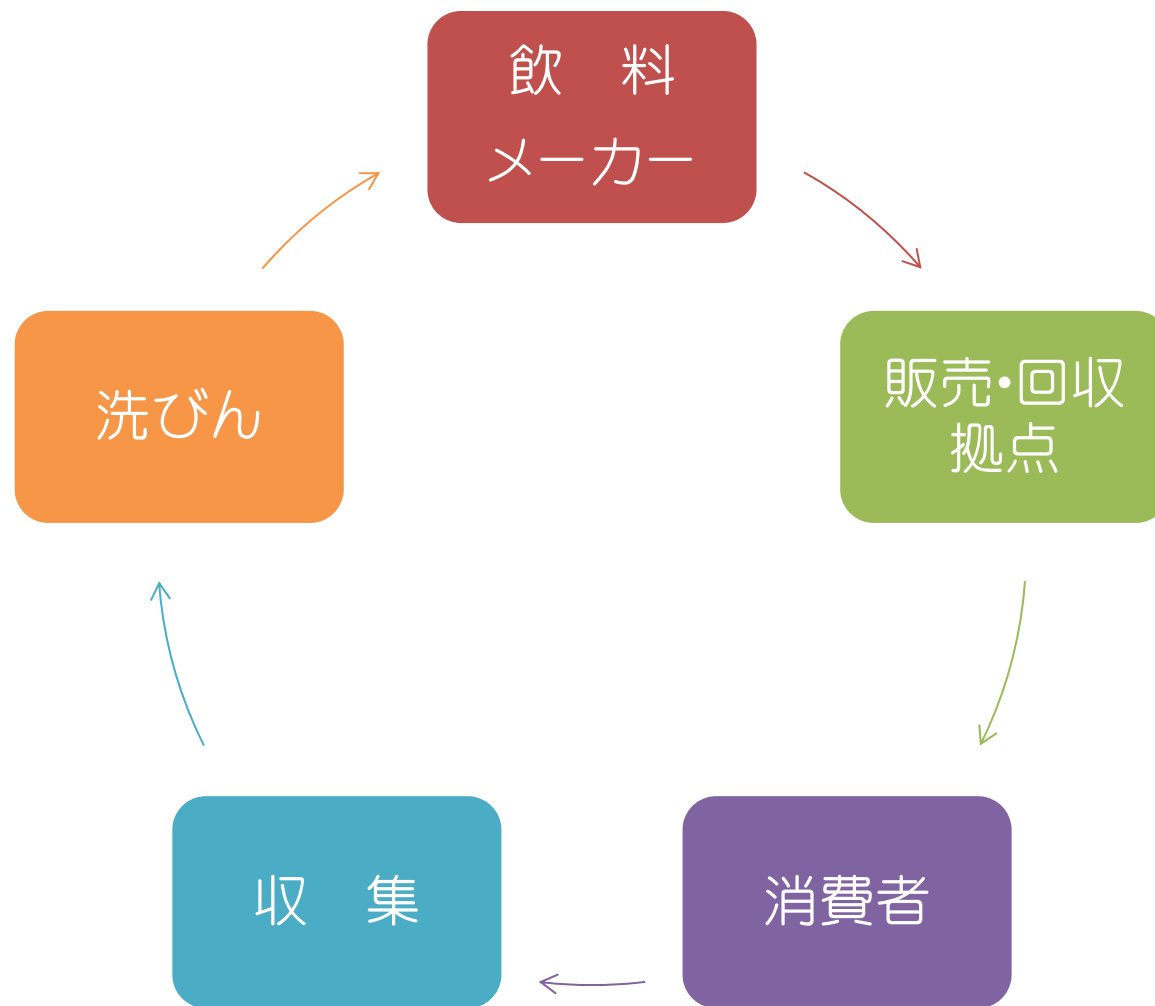 飲　料
メーカー
販売・回収
拠点
洗びん
収　集
消費者